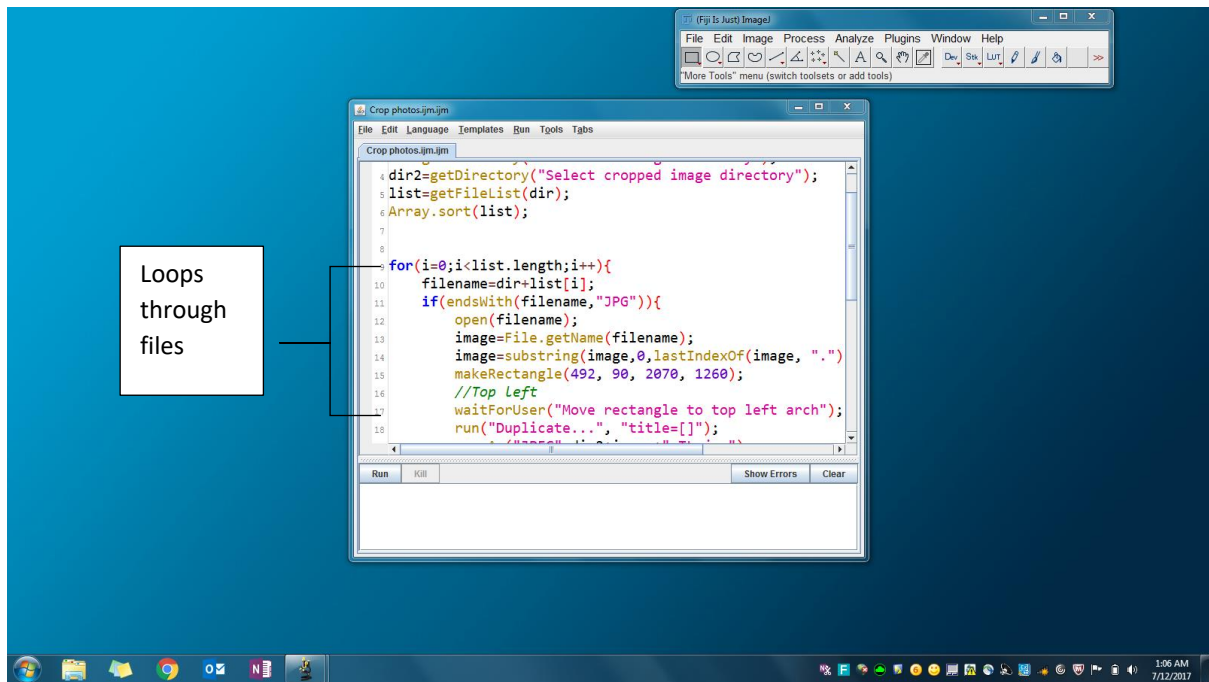 (Fiji Is Just) ImageJ
File Edit Image Process Analyze Plugins Window Help
Dev Stk LUT >>
"More Tools" menu (switch toolsets or add tools)
Crop photos.ijm.ijm
File Edit Language Templates Run Tools Tabs
Crop photos.ijm.ijm
4 dir2=getDirectory("Select cropped image directory");
5 list=getFileList(dir);
6 Array.sort(list);
7
8
9 for(i=0;i<list.length;i++){
10 filename=dir+list[i];
11 if(endsWith(filename,"JPG")){
12 open(filename);
13 image=File.getName(filename);
14 image=substring(image,0,lastIndexOf(image, ".")
15 makeRectangle(492, 90, 2070, 1260);
16 //Top left
17 waitForUser("Move rectangle to top left arch");
18 run("Duplicate...", "title=[]");
Loops
through
files
Run Kill Show Errors Clear
1:06 AM
7/12/2017